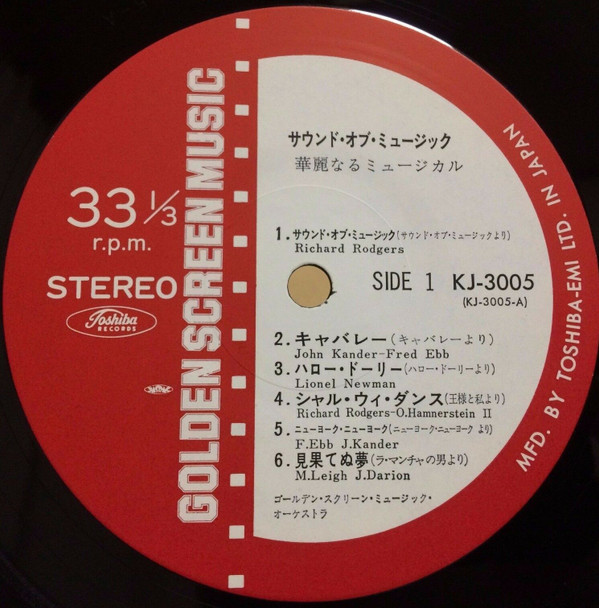 GOLDEN SCREEN MUSIC
33 1/3
r.p.m.
STEREO
Toshiba
RECORDS
サウンド・オブ・ミュージック
華麗なるミュージカル
1.サウンド・オブ・ミュージック(サウンド・オブ・ミュージックより)
Richard Rodgers
SIDE 1 KJ-3005
(KJ-3005-A)
2.キャバレー(キャバレーより)
John Kander-Fred Ebb
3.ハロー・ドーリー(ハロー・ドーリーより)
Lionel Newman
4.シャル・ウィ・ダンス(王様と私より)
Richard Rodgers-O.Hamnerstein II
5.ニューヨーク・ニューヨーク(ニューヨーク・ニューヨーク より)
F.Ebb J.Kander
6.見果てぬ夢(ラ・マンチャの男より)
M.Leigh J.Darion
ゴールデン・スクリーン・ミュージック・
オーケストラ
MFD. BY TOSHIBA-EMI LTD. IN JAPAN